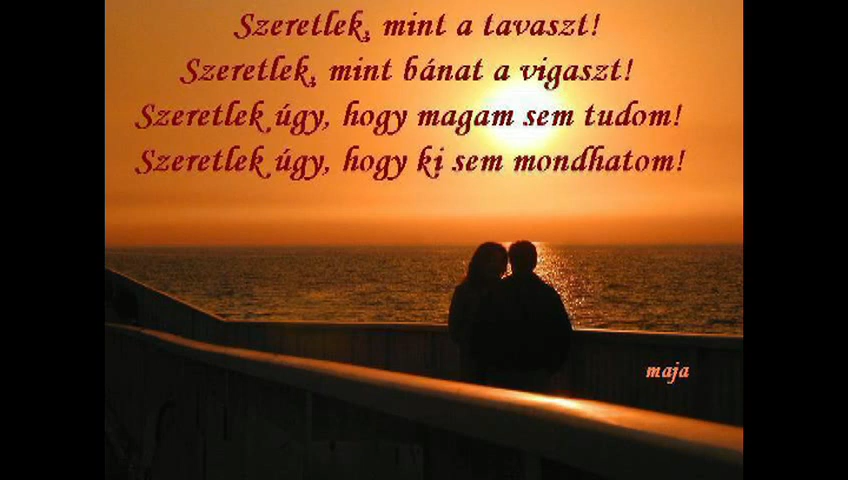 Szeretlek, mint a tavaszt!
Szeretlek, mint bánat a vigaszt!
Szeretlek úgy, hogy magam sem tudom!
Szeretlek úgy, hogy ki sem mondhatom!
maja